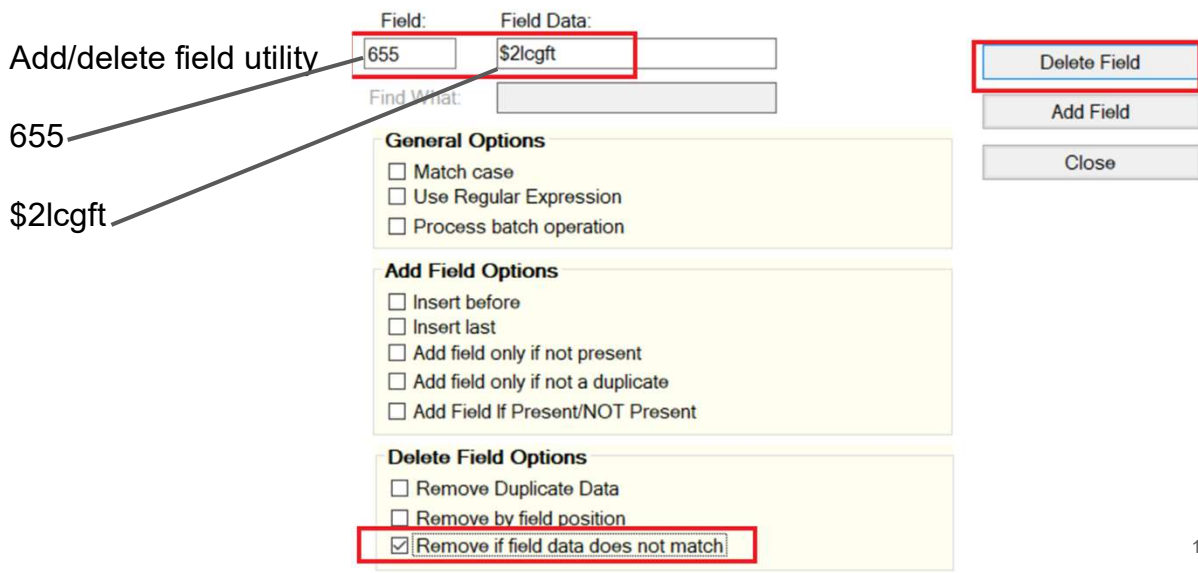 Add/delete field utility
655
$2lcgft
Field:
Field Data:
655
$2lcgft
Find What:
Delete Field
Add Field
Close
General Options
Match case
Use Regular Expression
Process batch operation
Add Field Options
Insert before
Insert last
Add field only if not present
Add field only if not a duplicate
Add Field If Present/NOT Present
Delete Field Options
Remove Duplicate Data
Remove by field position
Remove if field data does not match
1